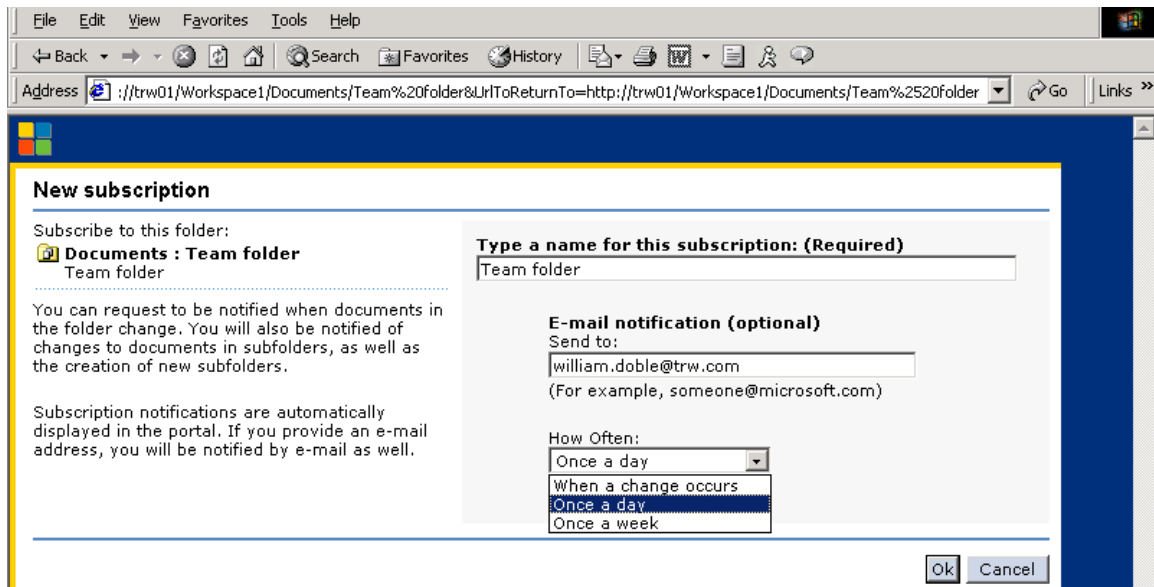 File Edit View Favorites Tools Help
Back Search Favorites History
Address ://trw01/Workspace1/Documents/Team%20folder&UrlToReturnTo=http://trw01/Workspace1/Documents/Team%2520folder Go Links »
New subscription
Subscribe to this folder:
Documents : Team folder
Team folder
You can request to be notified when documents in
the folder change. You will also be notified of
changes to documents in subfolders, as well as
the creation of new subfolders.
Subscription notifications are automatically
displayed in the portal. If you provide an e-mail
address, you will be notified by e-mail as well.
Type a name for this subscription: (Required)
Team folder
E-mail notification (optional)
Send to:
william.doble@trw.com
(For example, someone@microsoft.com)
How Often:
Once a day
When a change occurs
Once a day
Once a week
Ok Cancel